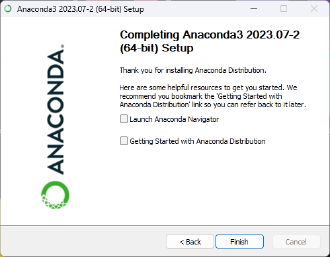 Anaconda3 2023.07-2 (64-bit) Setup
ANACONDA.
Completing Anaconda3 2023.07-2
(64-bit) Setup
Thank you for installing Anaconda Distribution.
Here are some helpful resources to get you started. We
recommend you bookmark the 'Getting Started with
Anaconda Distribution' link so you can refer back to it later.
Launch Anaconda Navigator
Getting Started with Anaconda Distribution
< Back
Finish
Cancel